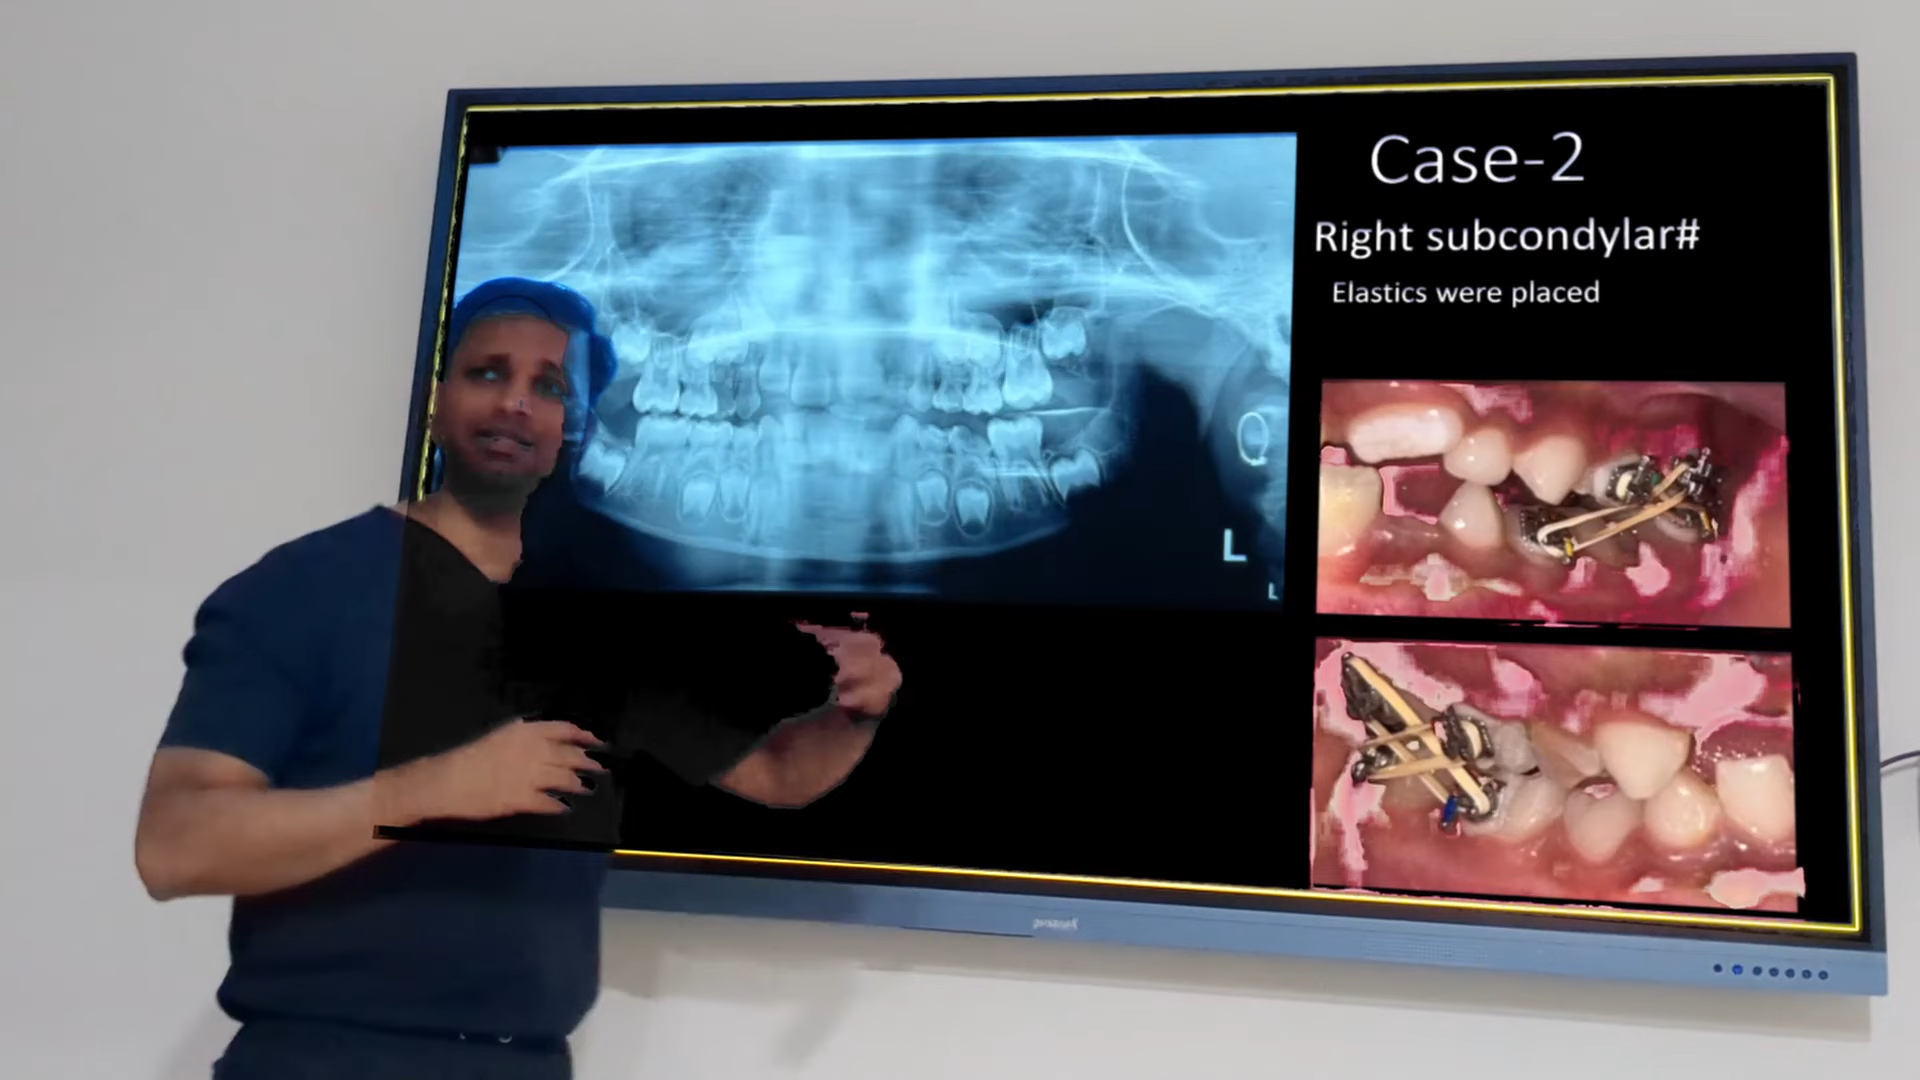 Case-2
Right subcondylar#
Elastics were placed
L
L